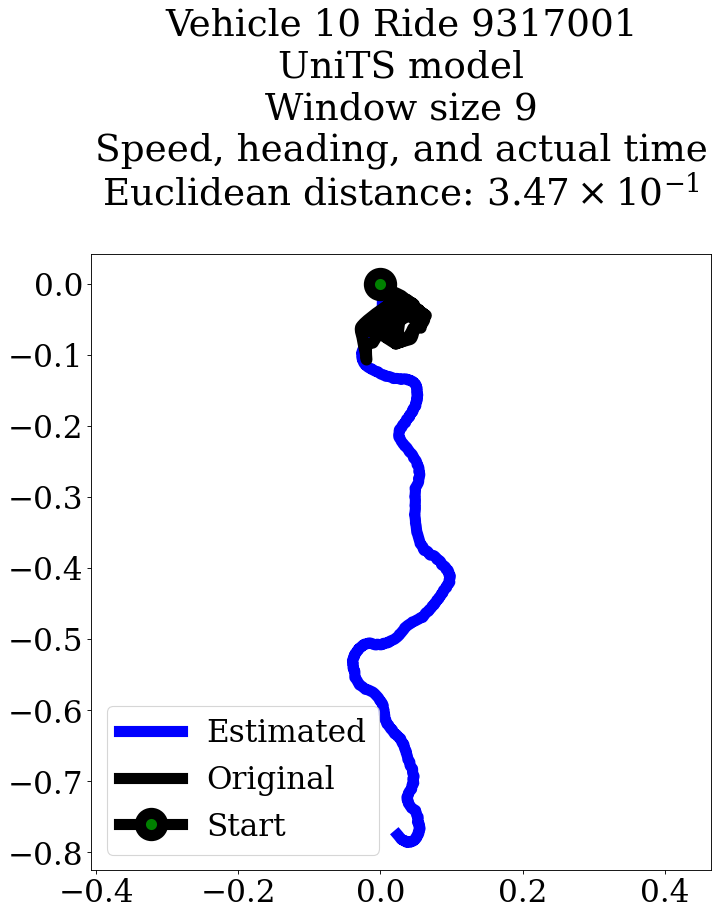 Vehicle 10 Ride 9317001
UniTS model
Window size 9
Speed, heading, and actual time
Euclidean distance: 3.47 × 10⁻¹
0.0
−0.1
−0.2
−0.3
−0.4
−0.5
−0.6
−0.7
−0.8
Estimated
Original
Start
−0.4 −0.2 0.0 0.2 0.4